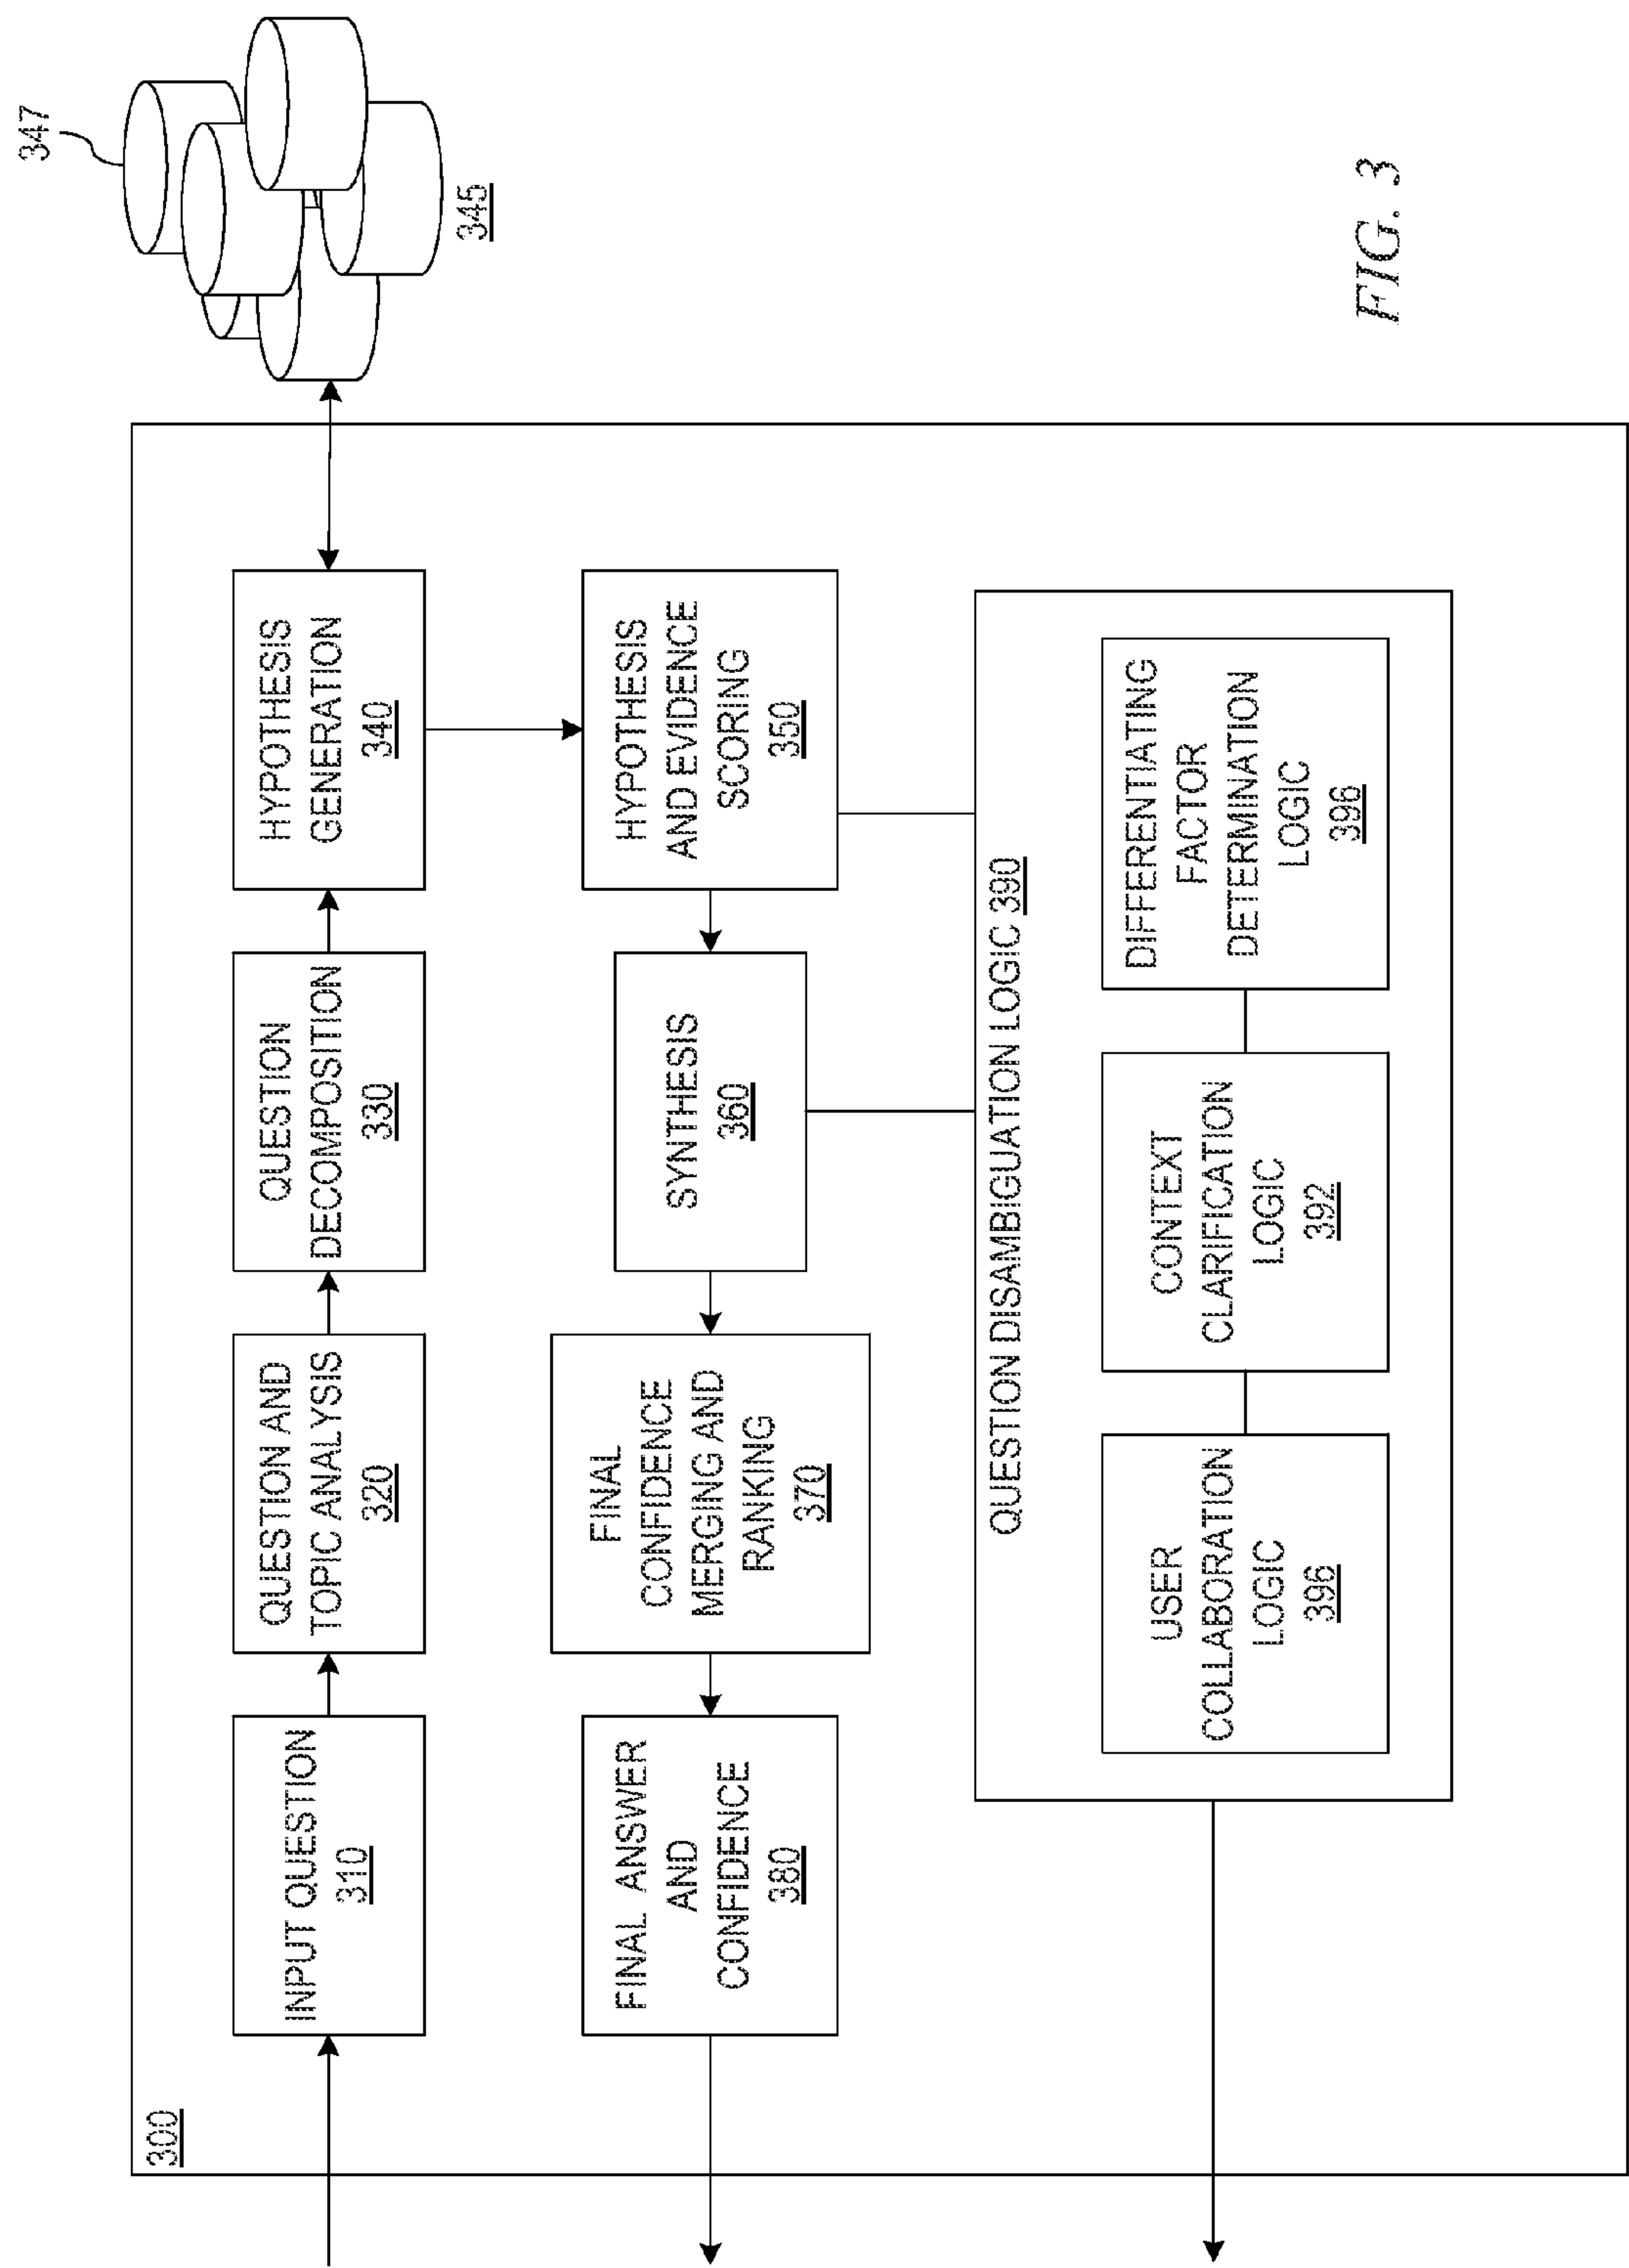 300
INPUT QUESTION
310
QUESTION AND
TOPIC ANALYSIS
320
QUESTION
DECOMPOSITION
330
HYPOTHESIS
GENERATION
340
347
345
FINAL ANSWER
AND
CONFIDENCE
380
FINAL
CONFIDENCE
MERGING AND
RANKING
370
SYNTHESIS
360
HYPOTHESIS
AND EVIDENCE
SCORING
350
QUESTION DISAMBIGUATION LOGIC 390
USER
COLLABORATION
LOGIC
396
CONTEXT
CLARIFICATION
LOGIC
392
DIFFERENTIATING
FACTOR
DETERMINATION
LOGIC
396
FIG. 3